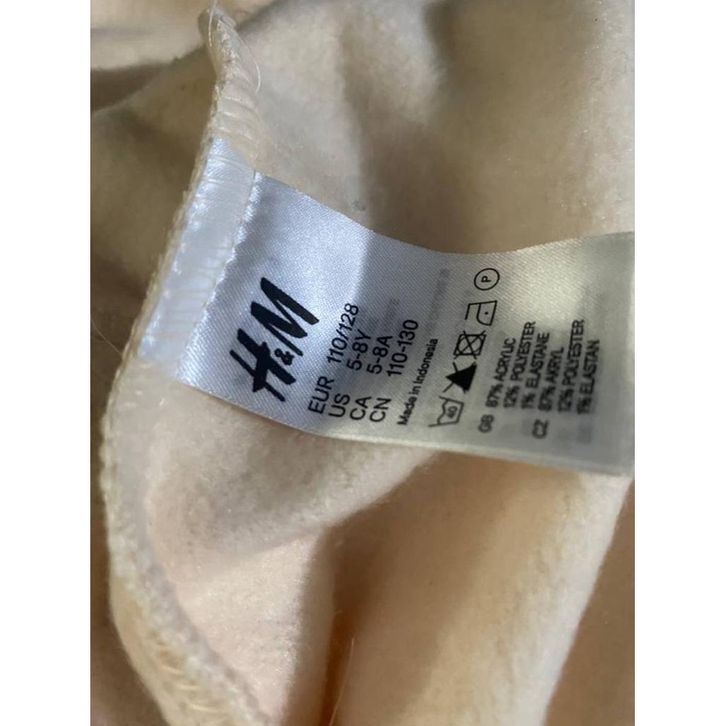 H&M
EUR 110/128
US 5-8Y
CA 5-8A
CN 110-130
Made in Indonesia
40
P
GB 87% ACRYLIC
12% POLYESTER
1% ELASTANE
CZ 87% AKRYL
12% POLYESTER
1% ELASTAN